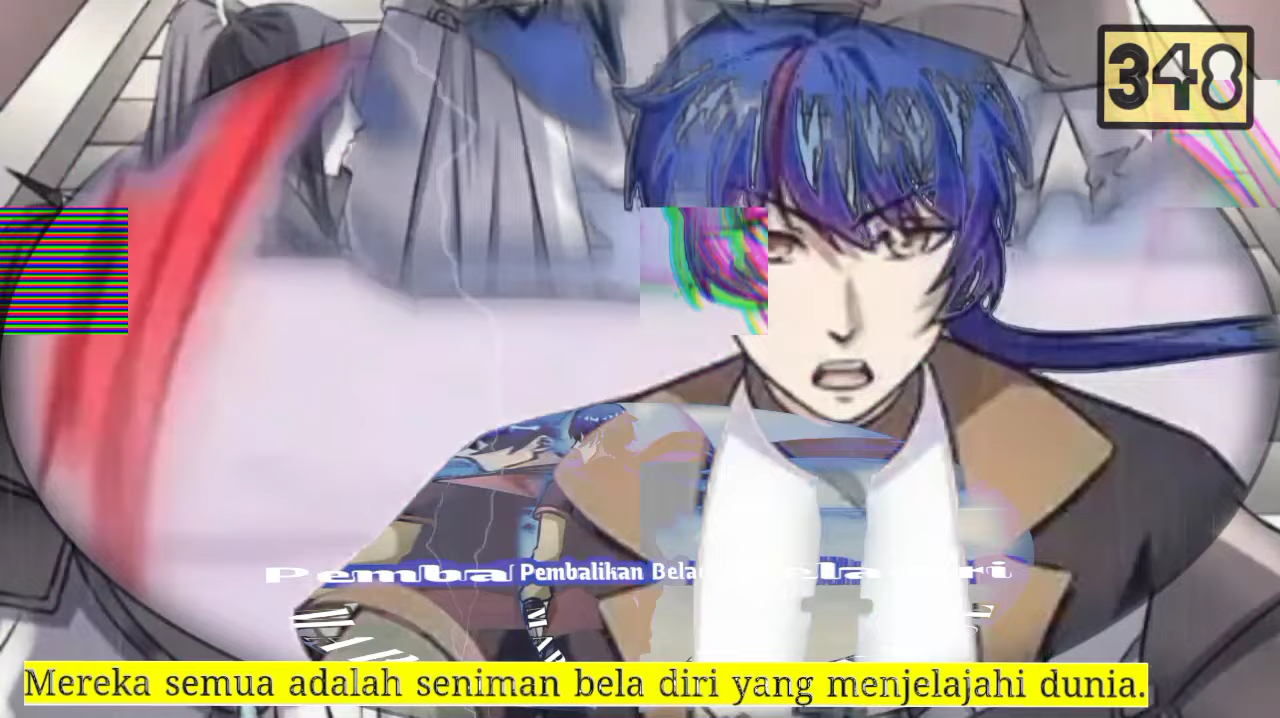 348
Pembalikan Bela
Mereka semua adalah seniman bela diri yang menjelajahi dunia.